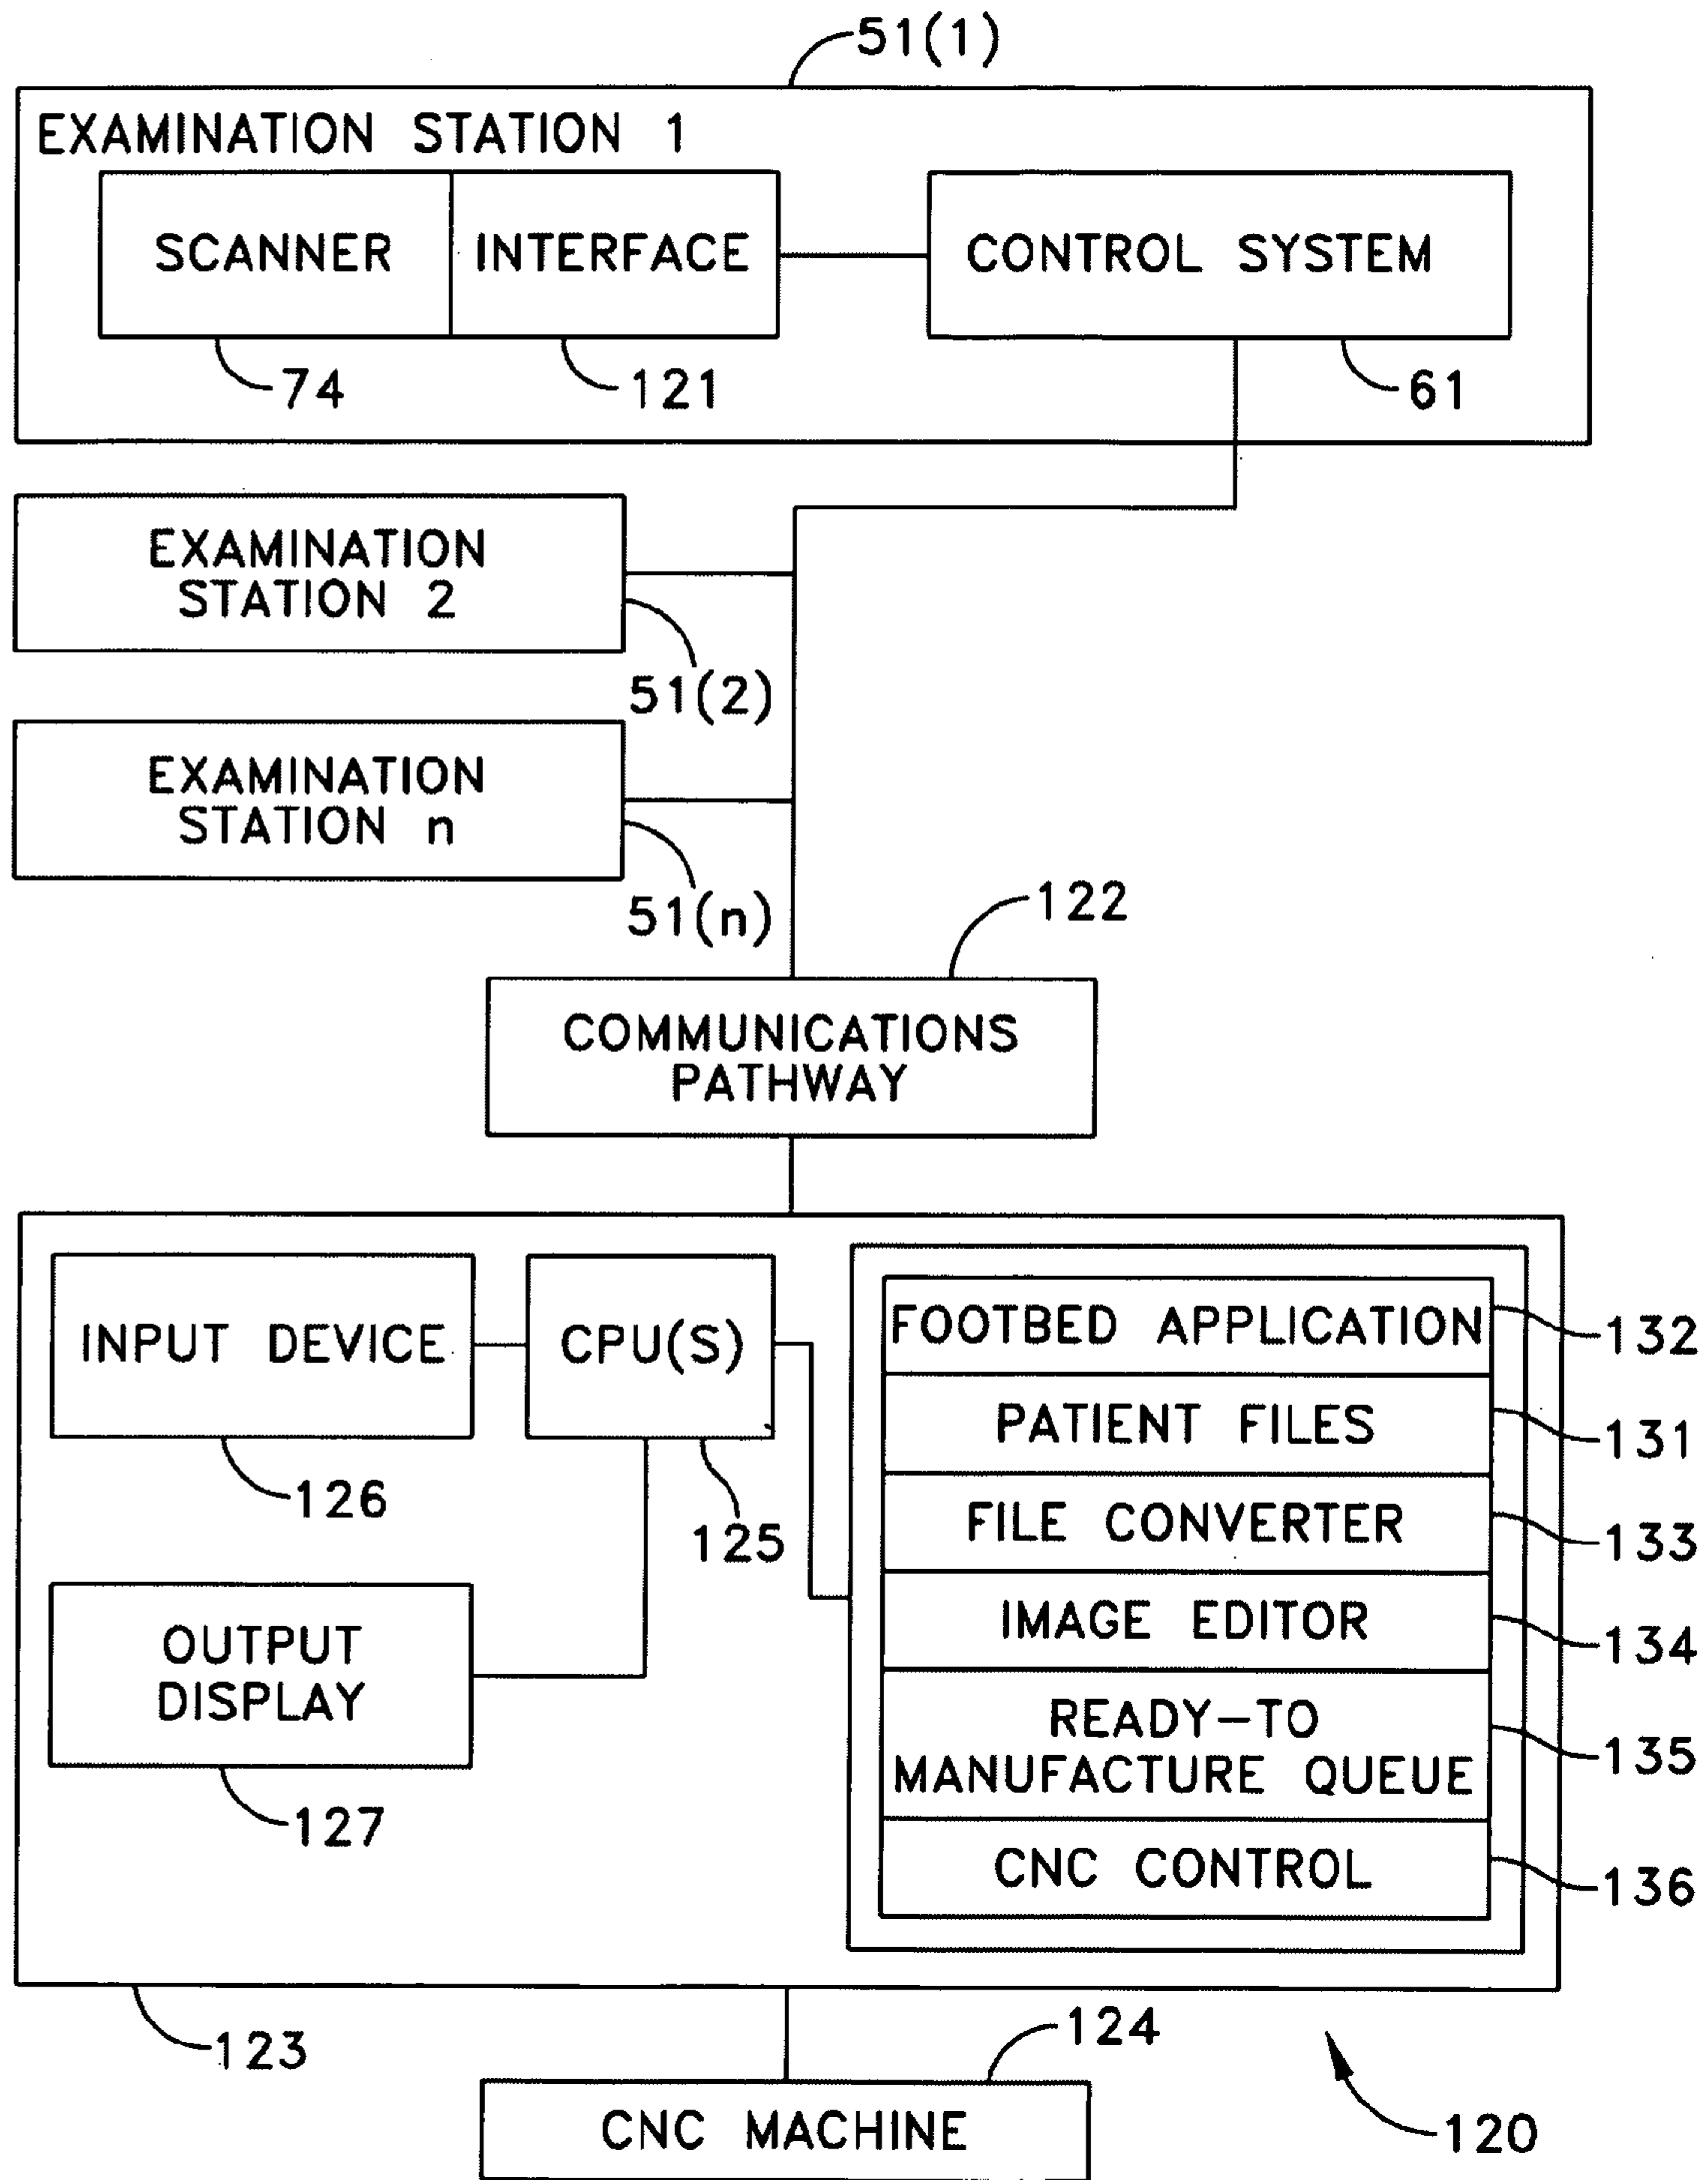 51(1)
EXAMINATION STATION 1
SCANNER
INTERFACE
CONTROL SYSTEM
74
121
61
EXAMINATION
STATION 2
51(2)
EXAMINATION
STATION n
51(n)
122
COMMUNICATIONS
PATHWAY
INPUT DEVICE
CPU(S)
126
125
OUTPUT
DISPLAY
127
FOOTBED APPLICATION
132
PATIENT FILES
131
FILE CONVERTER
133
IMAGE EDITOR
134
READY-TO
MANUFACTURE QUEUE
135
CNC CONTROL
136
123
124
CNC MACHINE
120